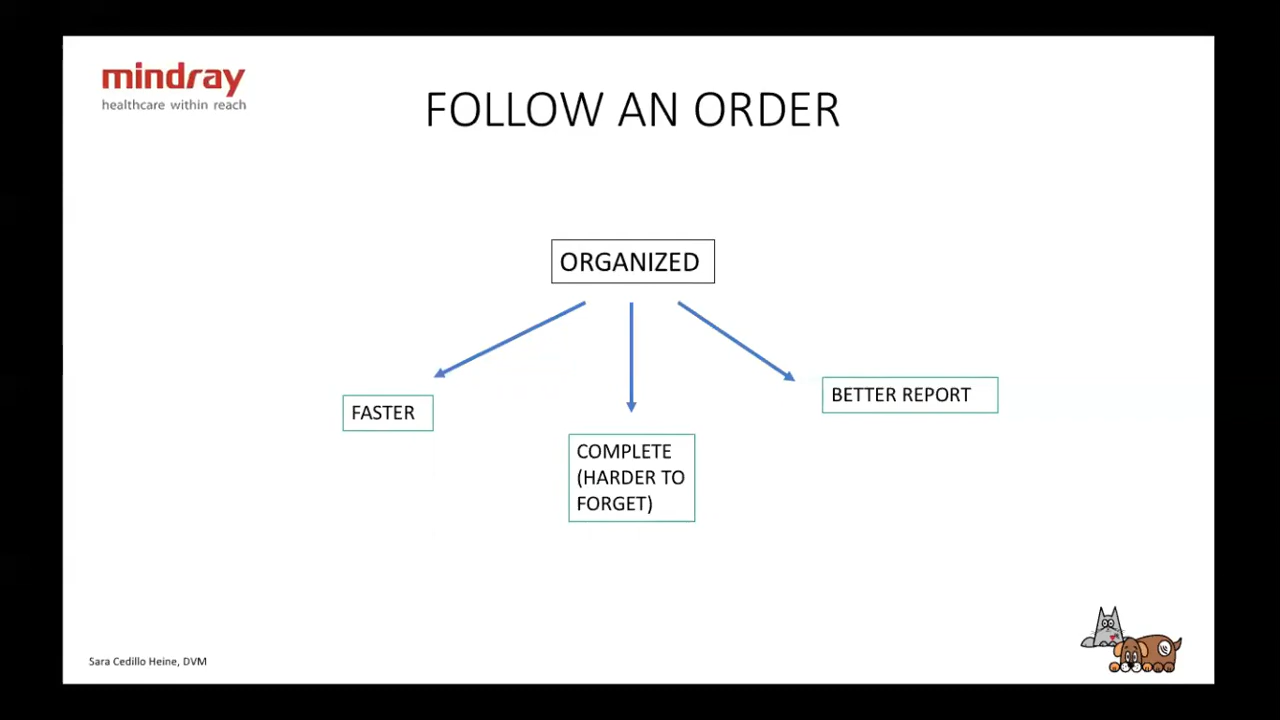 mindray
healthcare within reach
FOLLOW AN ORDER
ORGANIZED
FASTER
COMPLETE
(HARDER TO
FORGET)
BETTER REPORT
Sara Cedillo Heine, DVM